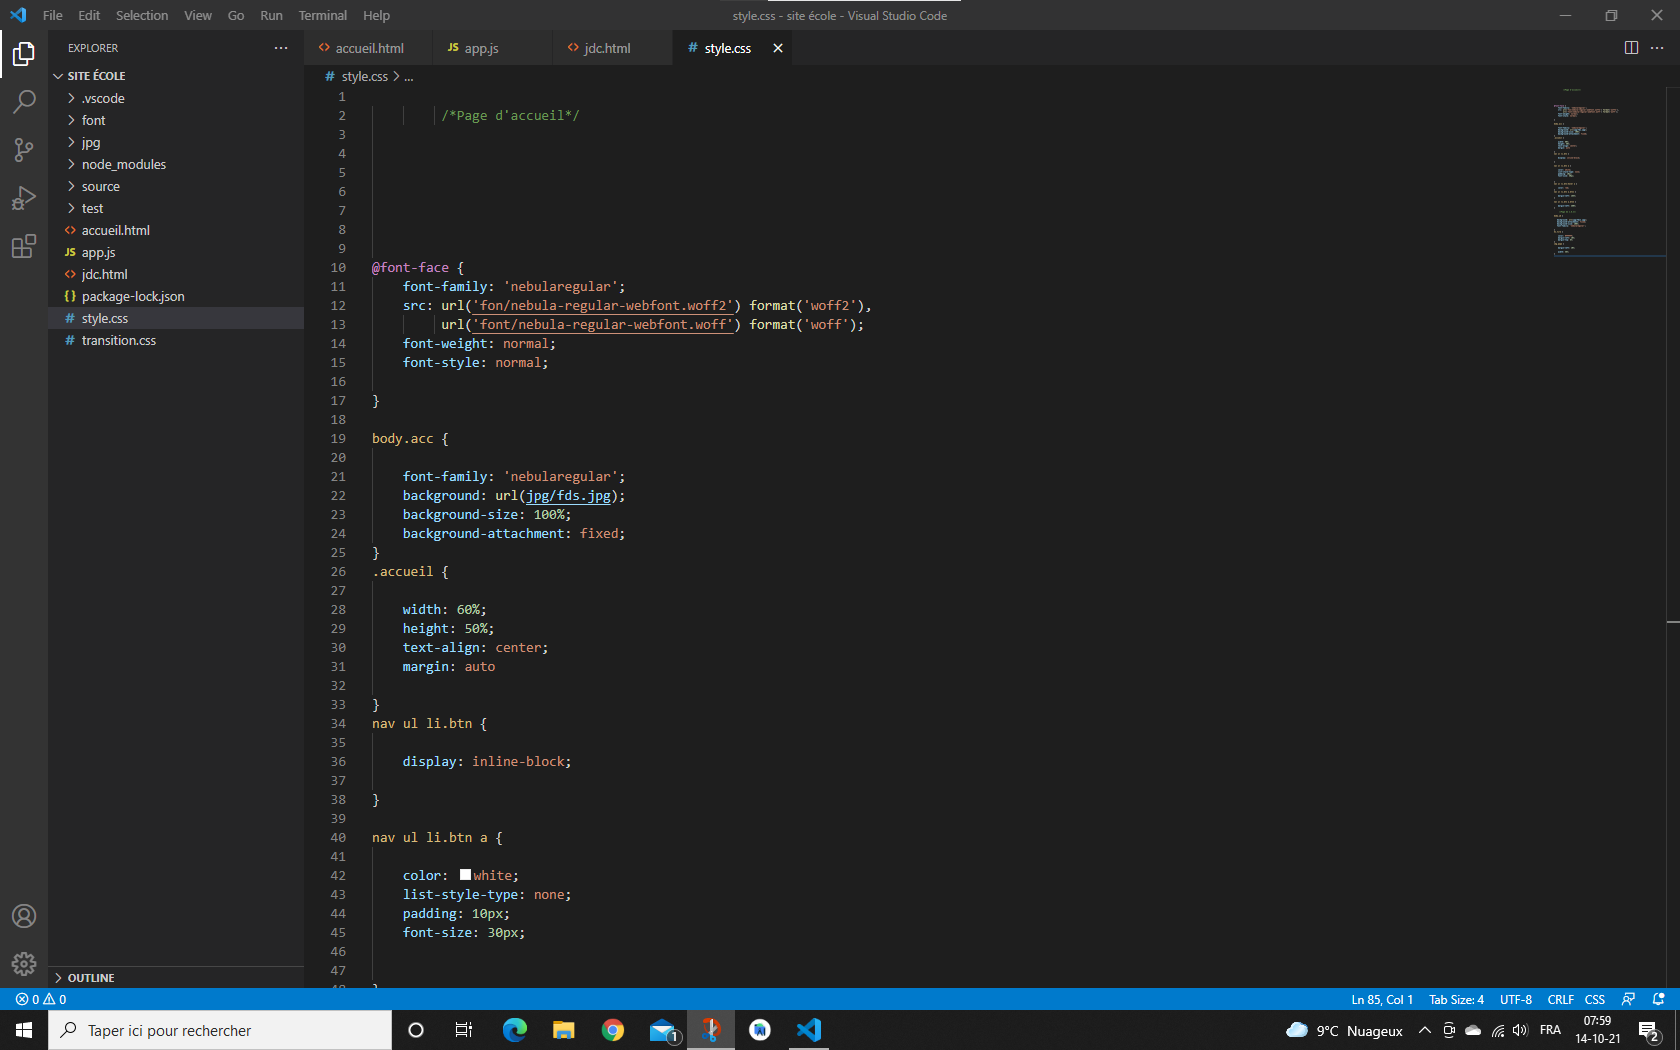 File Edit Selection View Go Run Terminal Help
style.css - site école - Visual Studio Code
EXPLORER
SITE ÉCOLE
.vscode
font
jpg
node_modules
source
test
<> accueil.html
JS app.js
<> jdc.html
{} package-lock.json
# style.css
# transition.css
OUTLINE
<> accueil.html
JS app.js
<> jdc.html
# style.css
# style.css > ...
1
2 /*Page d'accueil*/
3
4
5
6
7
8
9
10 @font-face {
11 font-family: 'nebularegular';
12 src: url('fon/nebula-regular-webfont.woff2') format('woff2'),
13 url('font/nebula-regular-webfont.woff') format('woff');
14 font-weight: normal;
15 font-style: normal;
16
17 }
18
19 body.acc {
20
21 font-family: 'nebularegular';
22 background: url(jpg/fds.jpg);
23 background-size: 100%;
24 background-attachment: fixed;
25 }
26 .accueil {
27
28 width: 60%;
29 height: 50%;
30 text-align: center;
31 margin: auto
32
33 }
34 nav ul li.btn {
35
36 display: inline-block;
37
38 }
39
40 nav ul li.btn a {
41
42 color: white;
43 list-style-type: none;
44 padding: 10px;
45 font-size: 30px;
46
47
0 0
Ln 85, Col 1 Tab Size: 4 UTF-8 CRLF CSS
Taper ici pour rechercher
1
9°C Nuageux
FRA
07:59
14-10-21
2